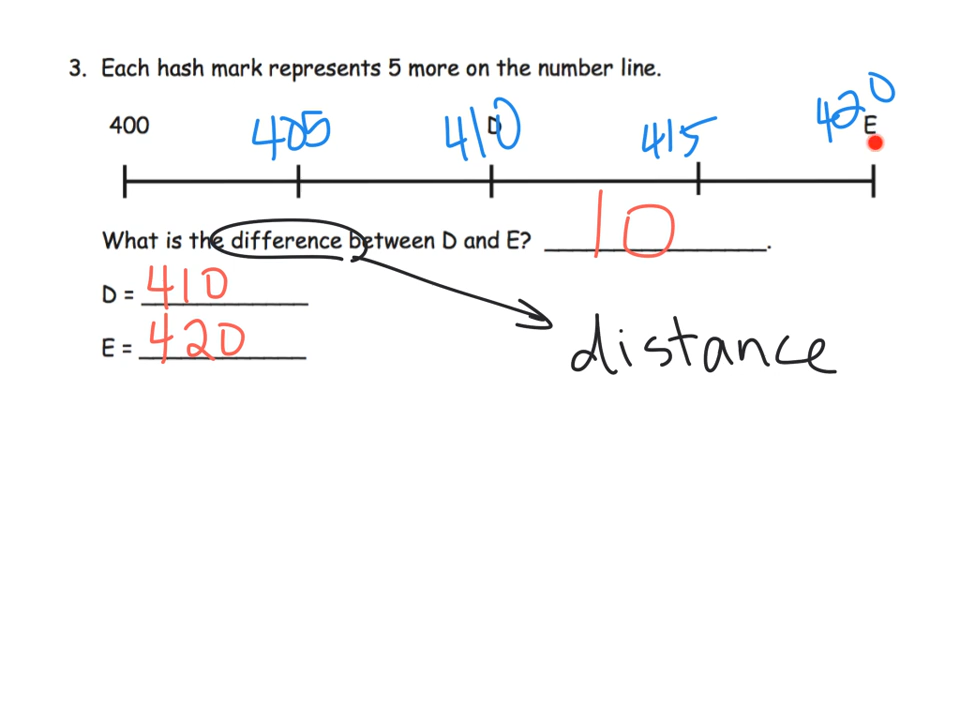 3. Each hash mark represents 5 more on the number line.
400 405 410 D 415 420 E
What is the difference between D and E? 10.
D = 410
E = 420
distance